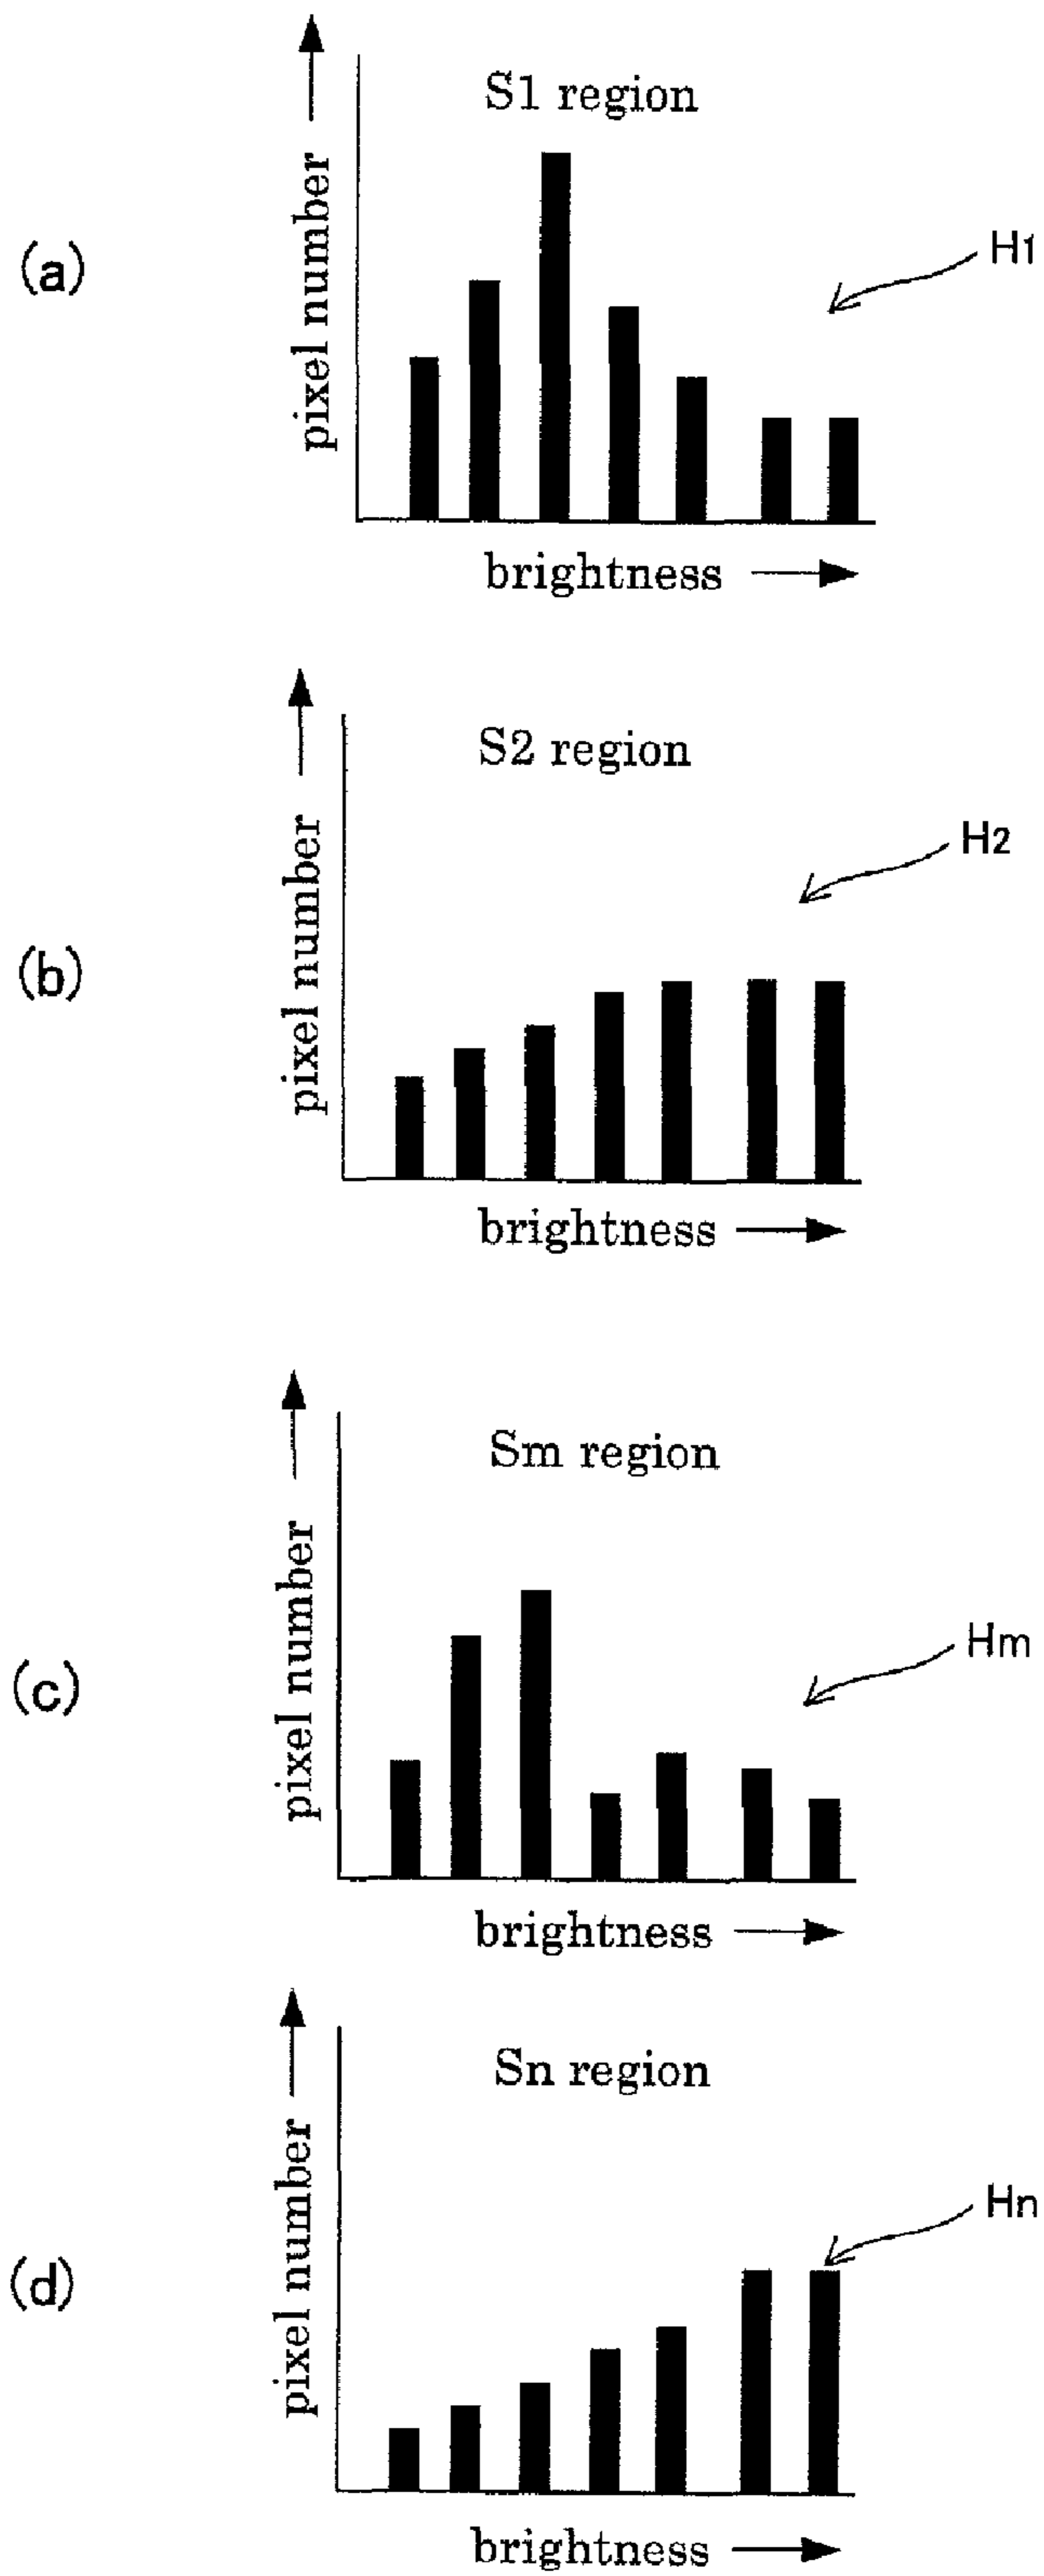 (a)
S1 region
pixel number
H1
brightness
(b)
S2 region
pixel number
H2
brightness
(c)
Sm region
pixel number
Hm
brightness
(d)
Sn region
pixel number
Hn
brightness